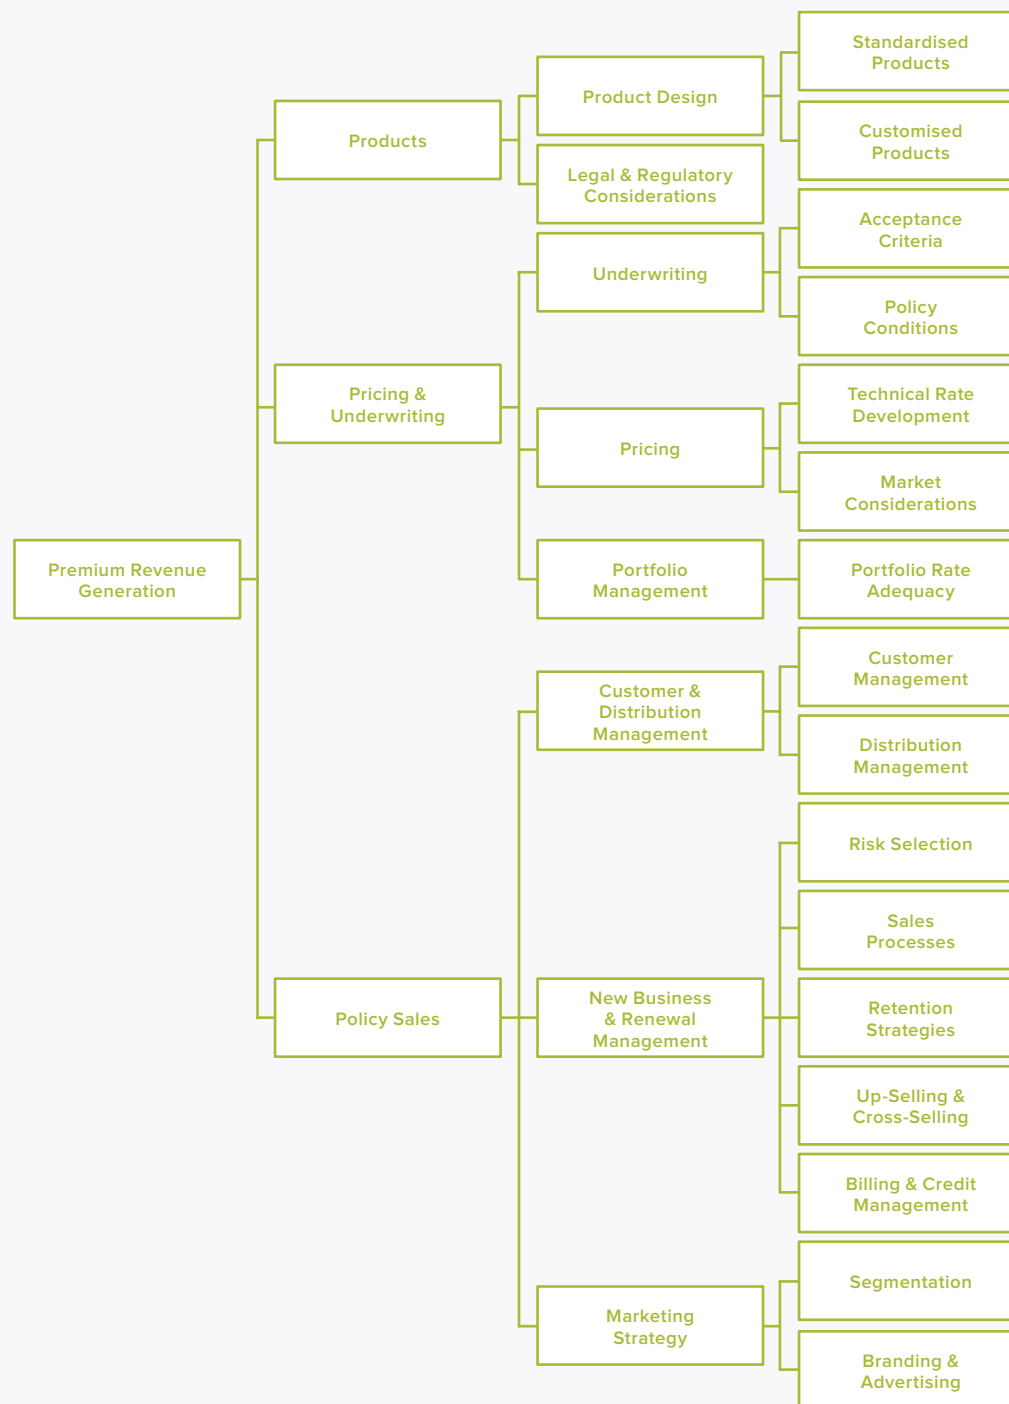 Standardised
Products
Product Design
Customised
Products
Products
Legal & Regulatory
Considerations
Acceptance
Criteria
Underwriting
Policy
Conditions
Pricing &
Underwriting
Technical Rate
Development
Pricing
Market
Considerations
Premium Revenue
Generation
Portfolio
Management
Portfolio Rate
Adequacy
Customer
Management
Customer &
Distribution
Management
Distribution
Management
Risk Selection
Sales
Processes
Policy Sales
New Business
& Renewal
Management
Retention
Strategies
Up-Selling &
Cross-Selling
Billing & Credit
Management
Segmentation
Marketing
Strategy
Branding &
Advertising